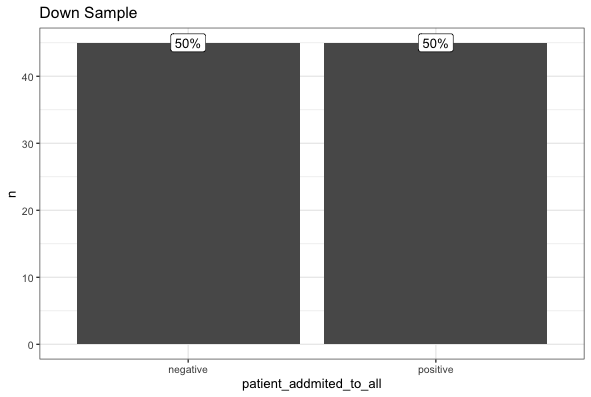 Down Sample
50%
50%
40
30
20
10
0
n
negative
positive
patient_addmited_to_all